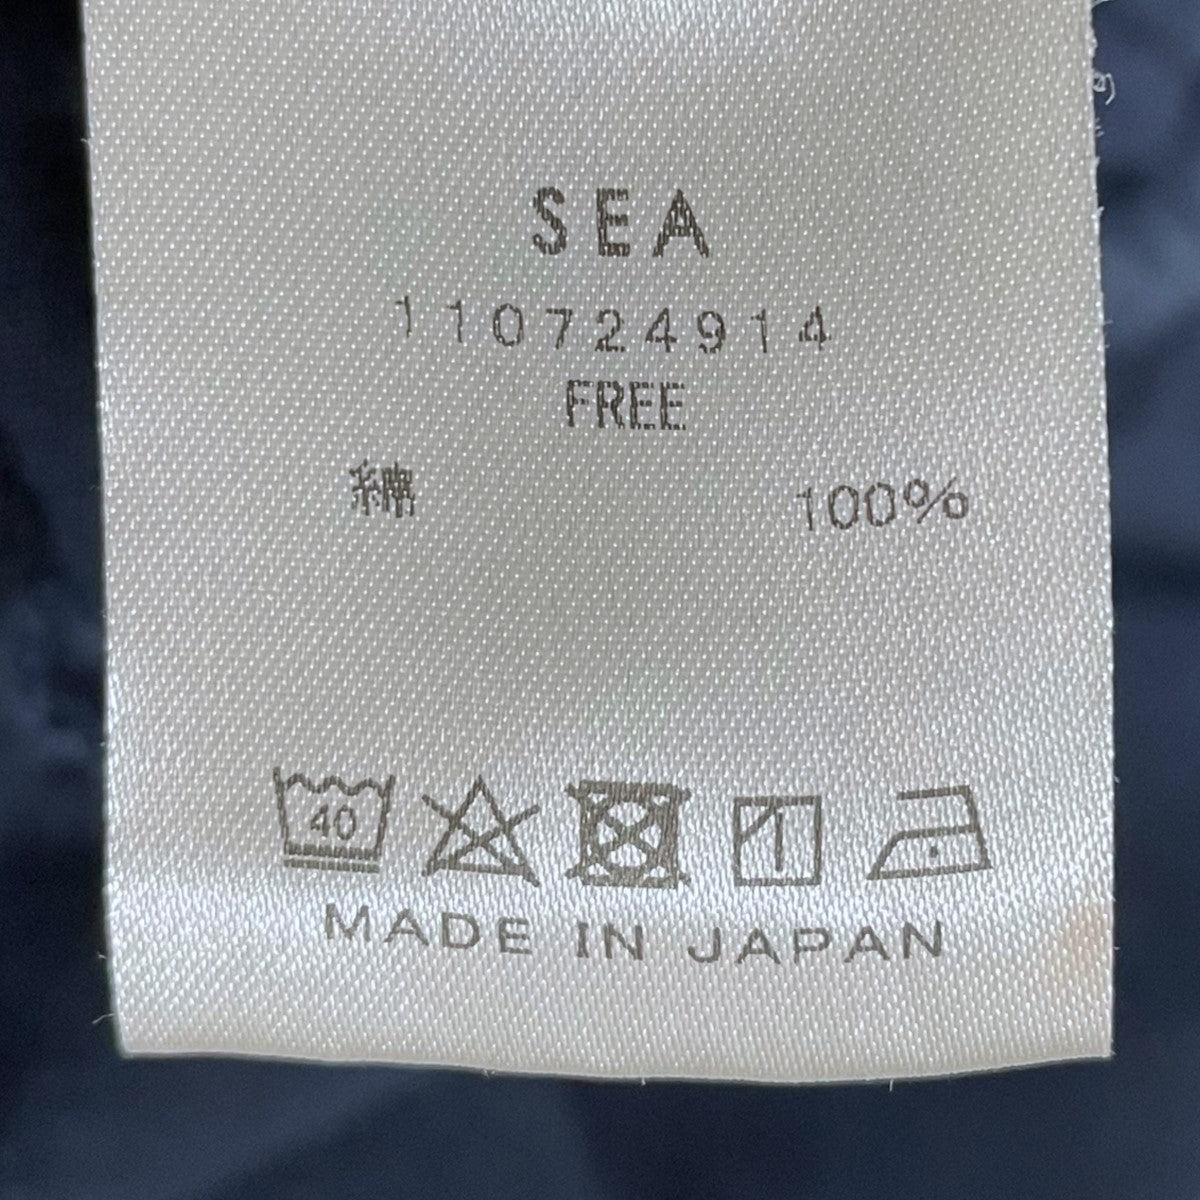 SEA
110724914
FREE
綿 100%
40
MADE IN JAPAN